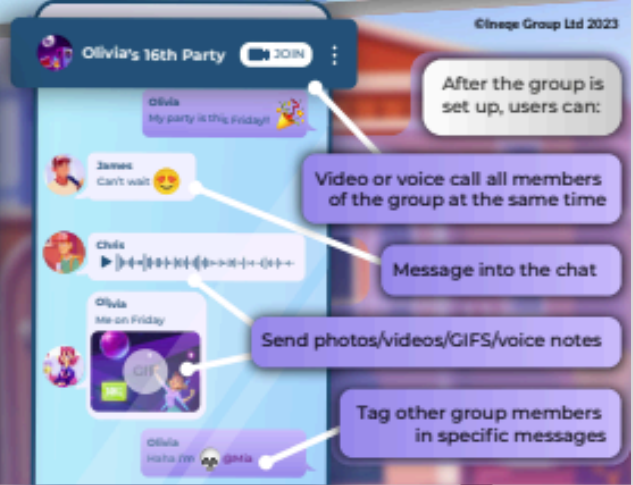 ©Ineqe Group Ltd 2023
Olivia's 16th Party
JOIN
After the group is
set up, users can:
Olivia
My party is this Friday!!
Video or voice call all members
of the group at the same time
James
Can't wait
Message into the chat
Chris
Send photos/videos/GIFS/voice notes
Olivia
Me on Friday
GIF
Tag other group members
in specific messages
Olivia
Haha I'm @Mia